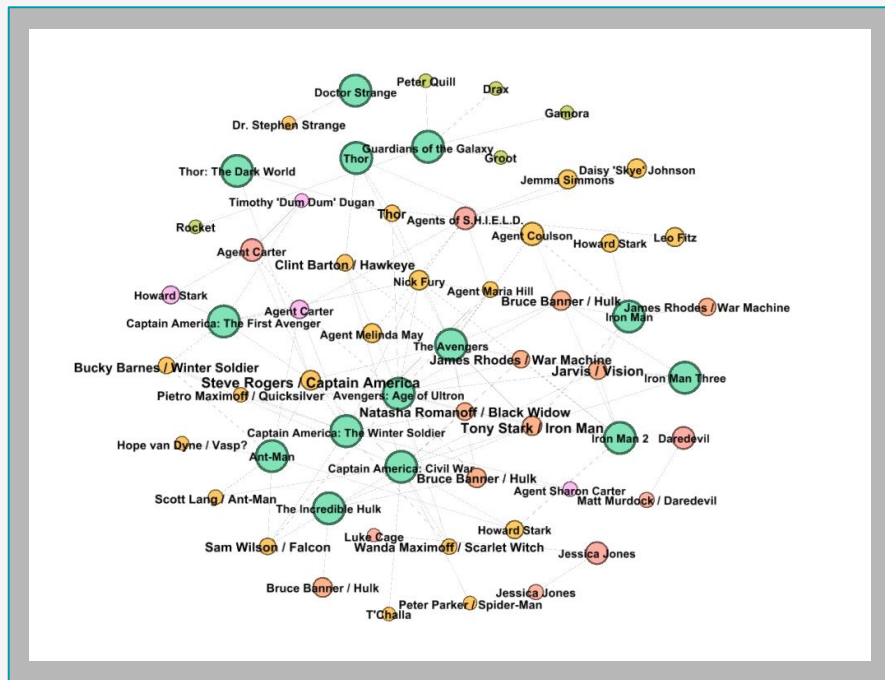 Peter Quill
Drax
Doctor Strange
Gamora
Dr. Stephen Strange
Guardians of the Galaxy
Thor
Groot
Thor: The Dark World
Daisy 'Skye' Johnson
Jemma Simmons
Timothy 'Dum Dum' Dugan
Thor
Agents of S.H.I.E.L.D.
Rocket
Agent Coulson
Leo Fitz
Howard Stark
Agent Carter
Clint Barton / Hawkeye
Nick Fury
Agent Maria Hill
Howard Stark
Bruce Banner / Hulk
James Rhodes / War Machine
Agent Carter
Iron Man
Captain America: The First Avenger
Agent Melinda May
The Avengers
James Rhodes / War Machine
Bucky Barnes / Winter Soldier
Jarvis / Vision
Iron Man Three
Steve Rogers / Captain America
Pietro Maximoff / Quicksilver
Avengers: Age of Ultron
Natasha Romanoff / Black Widow
Tony Stark / Iron Man
Captain America: The Winter Soldier
Iron Man 2
Daredevil
Hope van Dyne / Vasp?
Ant-Man
Captain America: Civil War
Bruce Banner / Hulk
Agent Sharon Carter
Scott Lang / Ant-Man
Matt Murdock / Daredevil
The Incredible Hulk
Howard Stark
Luke Cage
Sam Wilson / Falcon
Wanda Maximoff / Scarlet Witch
Jessica Jones
Bruce Banner / Hulk
Jessica Jones
Peter Parker / Spider-Man
T'Challa